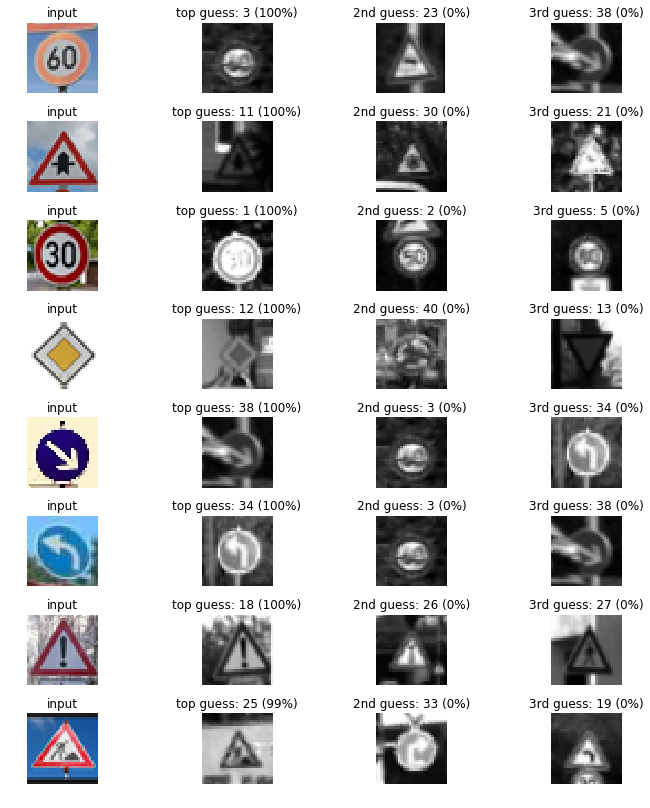 input top guess: 3 (100%) 2nd guess: 23 (0%) 3rd guess: 38 (0%)
60
input top guess: 11 (100%) 2nd guess: 30 (0%) 3rd guess: 21 (0%)
input top guess: 1 (100%) 2nd guess: 2 (0%) 3rd guess: 5 (0%)
30 30 50 80
input top guess: 12 (100%) 2nd guess: 40 (0%) 3rd guess: 13 (0%)
input top guess: 38 (100%) 2nd guess: 3 (0%) 3rd guess: 34 (0%)
input top guess: 34 (100%) 2nd guess: 3 (0%) 3rd guess: 38 (0%)
input top guess: 18 (100%) 2nd guess: 26 (0%) 3rd guess: 27 (0%)
! !
input top guess: 25 (99%) 2nd guess: 33 (0%) 3rd guess: 19 (0%)